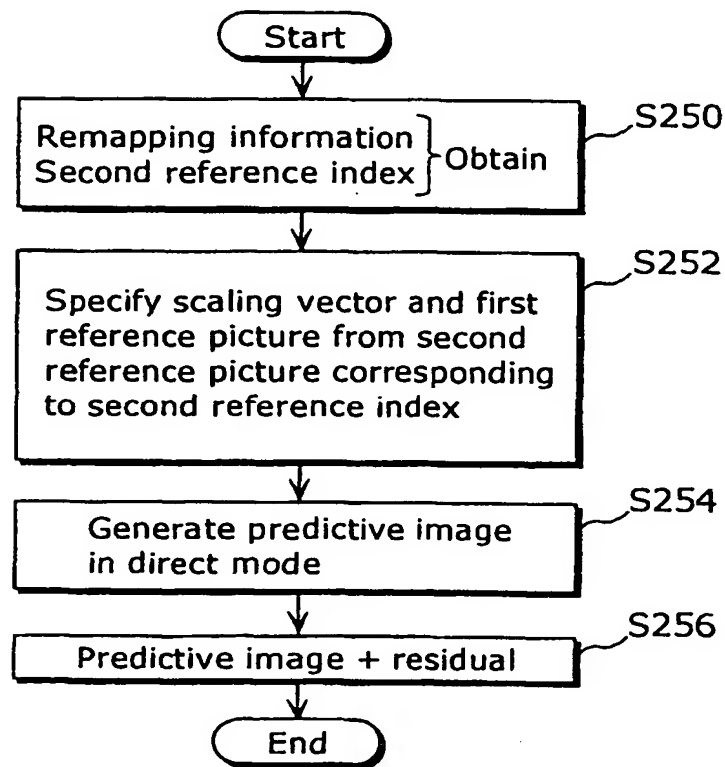 Start
S250
Remapping information
Second reference index
Obtain
S252
Specify scaling vector and first
reference picture from second
reference picture corresponding
to second reference index
S254
Generate predictive image
in direct mode
S256
Predictive image + residual
End